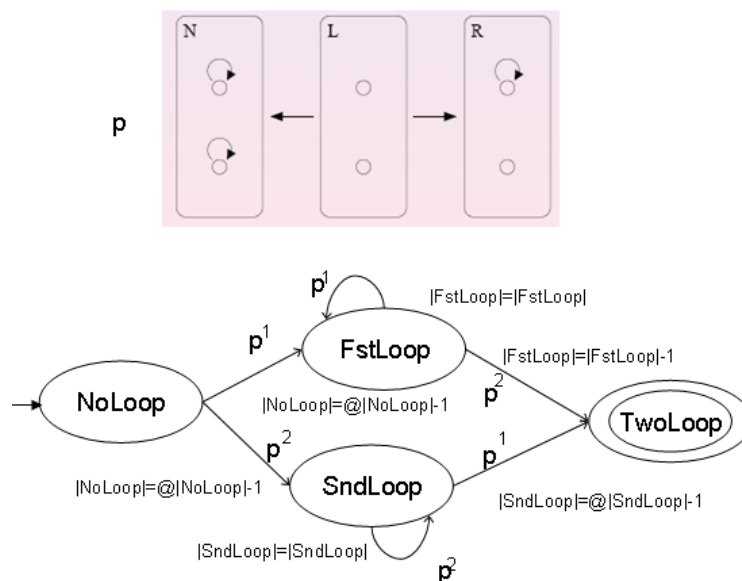 N L R
p
p1
|FstLoop|=|FstLoop|
p1
FstLoop
|FstLoop|=|FstLoop|-1
NoLoop
|NoLoop|=@|NoLoop|-1
p2
TwoLoop
p2
p1
|NoLoop|=@|NoLoop|-1
SndLoop
|SndLoop|=@|SndLoop|-1
|SndLoop|=|SndLoop|
p2